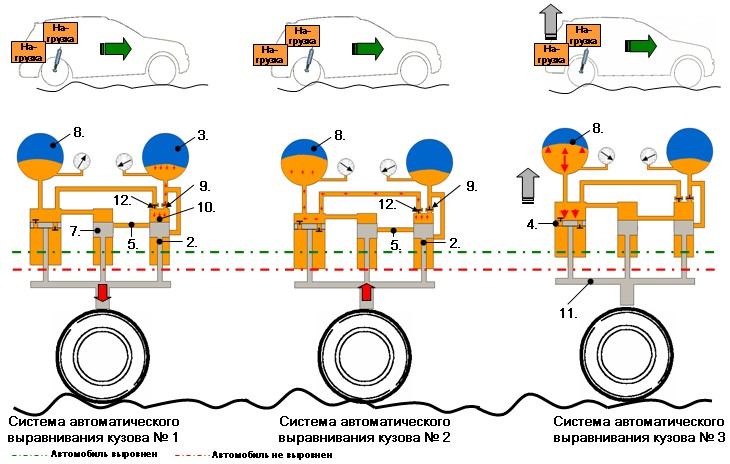 На-
грузка
На-
грузка
На-
грузка
На-
грузка
На-
грузка
На-
грузка
8.
3.
9.
12.
10.
7.
5.
2.
8.
9.
12.
5.
2.
8.
4.
11.
Система автоматического
выравнивания кузова № 1
Система автоматического
выравнивания кузова № 2
Система автоматического
выравнивания кузова № 3
Автомобиль выровнен
Автомобиль не выровнен